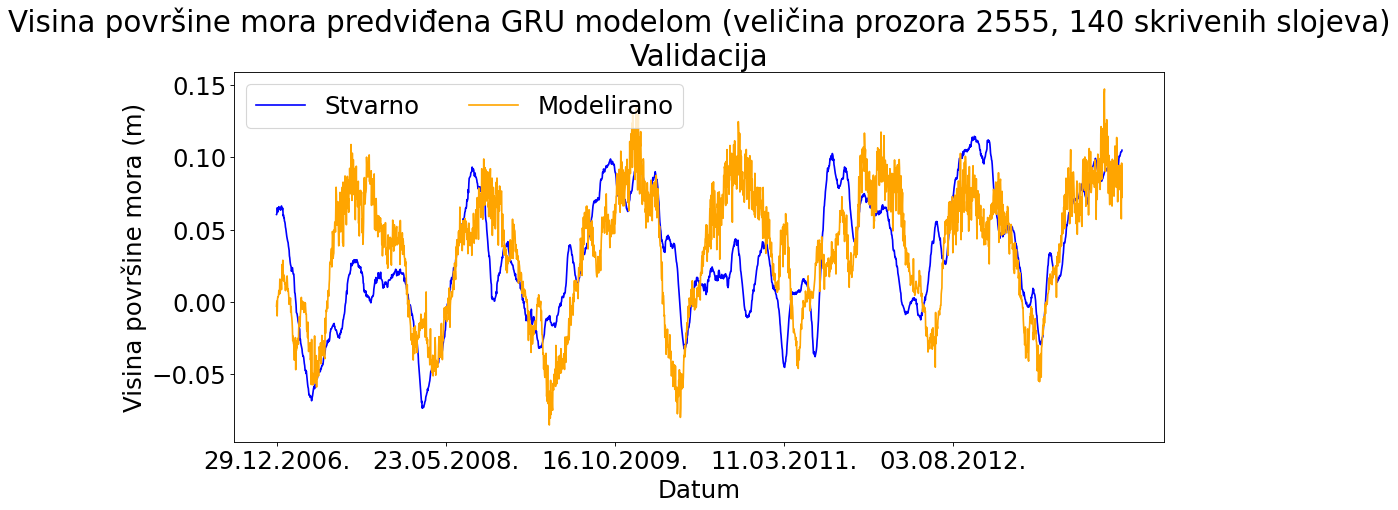 Visina površine mora predviđena GRU modelom (veličina prozora 2555, 140 skrivenih slojeva)
Validacija
Stvarno Modelirano
Visina površine mora (m)
0.15
0.10
0.05
0.00
−0.05
29.12.2006. 23.05.2008. 16.10.2009. 11.03.2011. 03.08.2012.
Datum